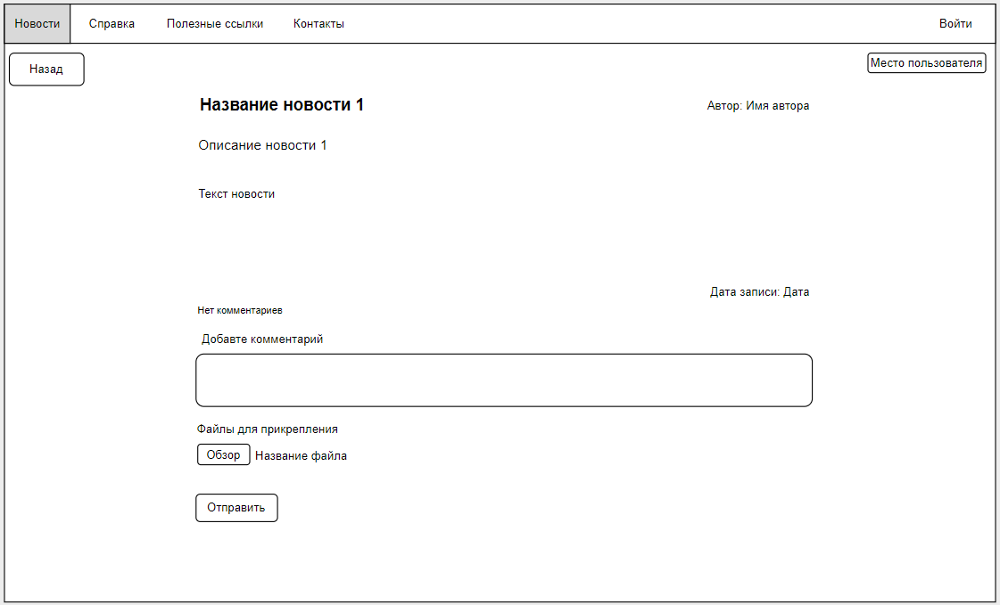 Новости Справка Полезные ссылки Контакты Войти
Назад
Место пользователя
Название новости 1
Автор: Имя автора
Описание новости 1
Текст новости
Дата записи: Дата
Нет комментариев
Добавте комментарий
Файлы для прикрепления
Обзор Название файла
Отправить